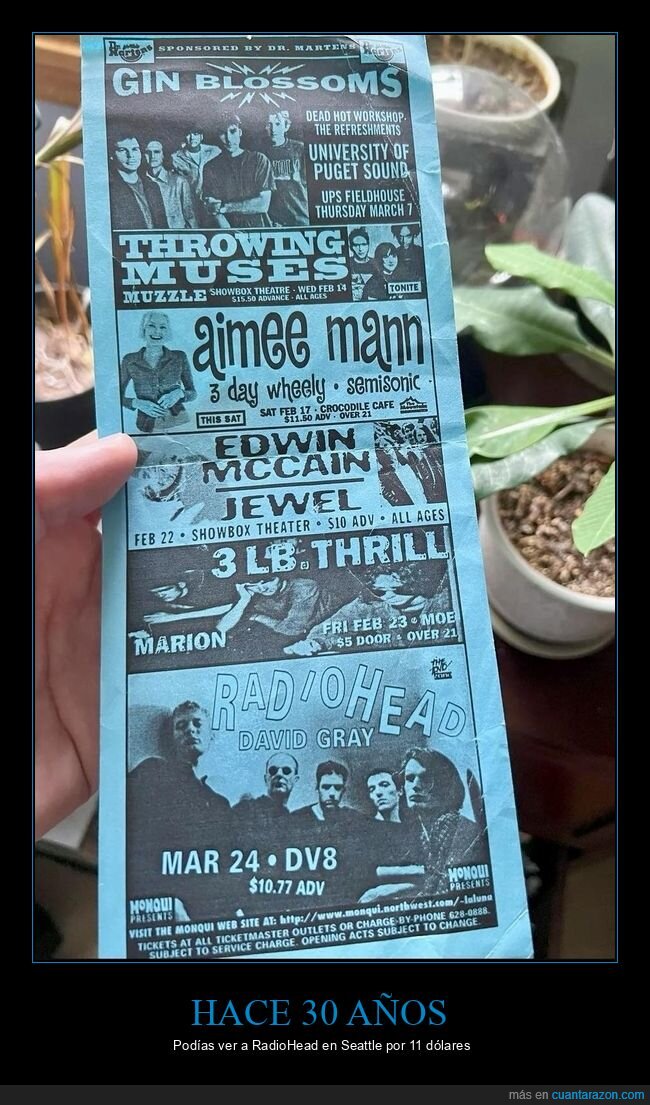 Dr. Martens SPONSORED BY DR. MARTENS Dr. Martens
GIN BLOSSOMS
DEAD HOT WORKSHOP
THE REFRESHMENTS
UNIVERSITY OF
PUGET SOUND
UPS FIELDHOUSE
THURSDAY MARCH 7
THROWING
MUSES
MUZZLE SHOWBOX THEATRE · WED FEB 14
$15.50 ADVANCE · ALL AGES
TONITE
aimee mann
3 day wheely • semisonic
THIS SAT
SAT FEB 17 · CROCODILE CAFE
$11.50 ADV · OVER 21
EDWIN
MCCAIN
JEWEL
FEB 22 • SHOWBOX THEATER • $10 ADV • ALL AGES
3 LB. THRILL
MARION
FRI FEB 23 • MOE
$5 DOOR • OVER 21
RADIOHEAD
DAVID GRAY
MAR 24 • DV8
$10.77 ADV
MONQUI
PRESENTS
MONQUI
PRESENTS
VISIT THE MONQUI WEB SITE AT: http://www.monqui.northwest.com/~laluna
TICKETS AT ALL TICKETMASTER OUTLETS OR CHARGE-BY-PHONE 628-0888.
SUBJECT TO SERVICE CHARGE. OPENING ACTS SUBJECT TO CHANGE.
HACE 30 AÑOS
Podías ver a RadioHead en Seattle por 11 dólares
más en cuantarazon.com